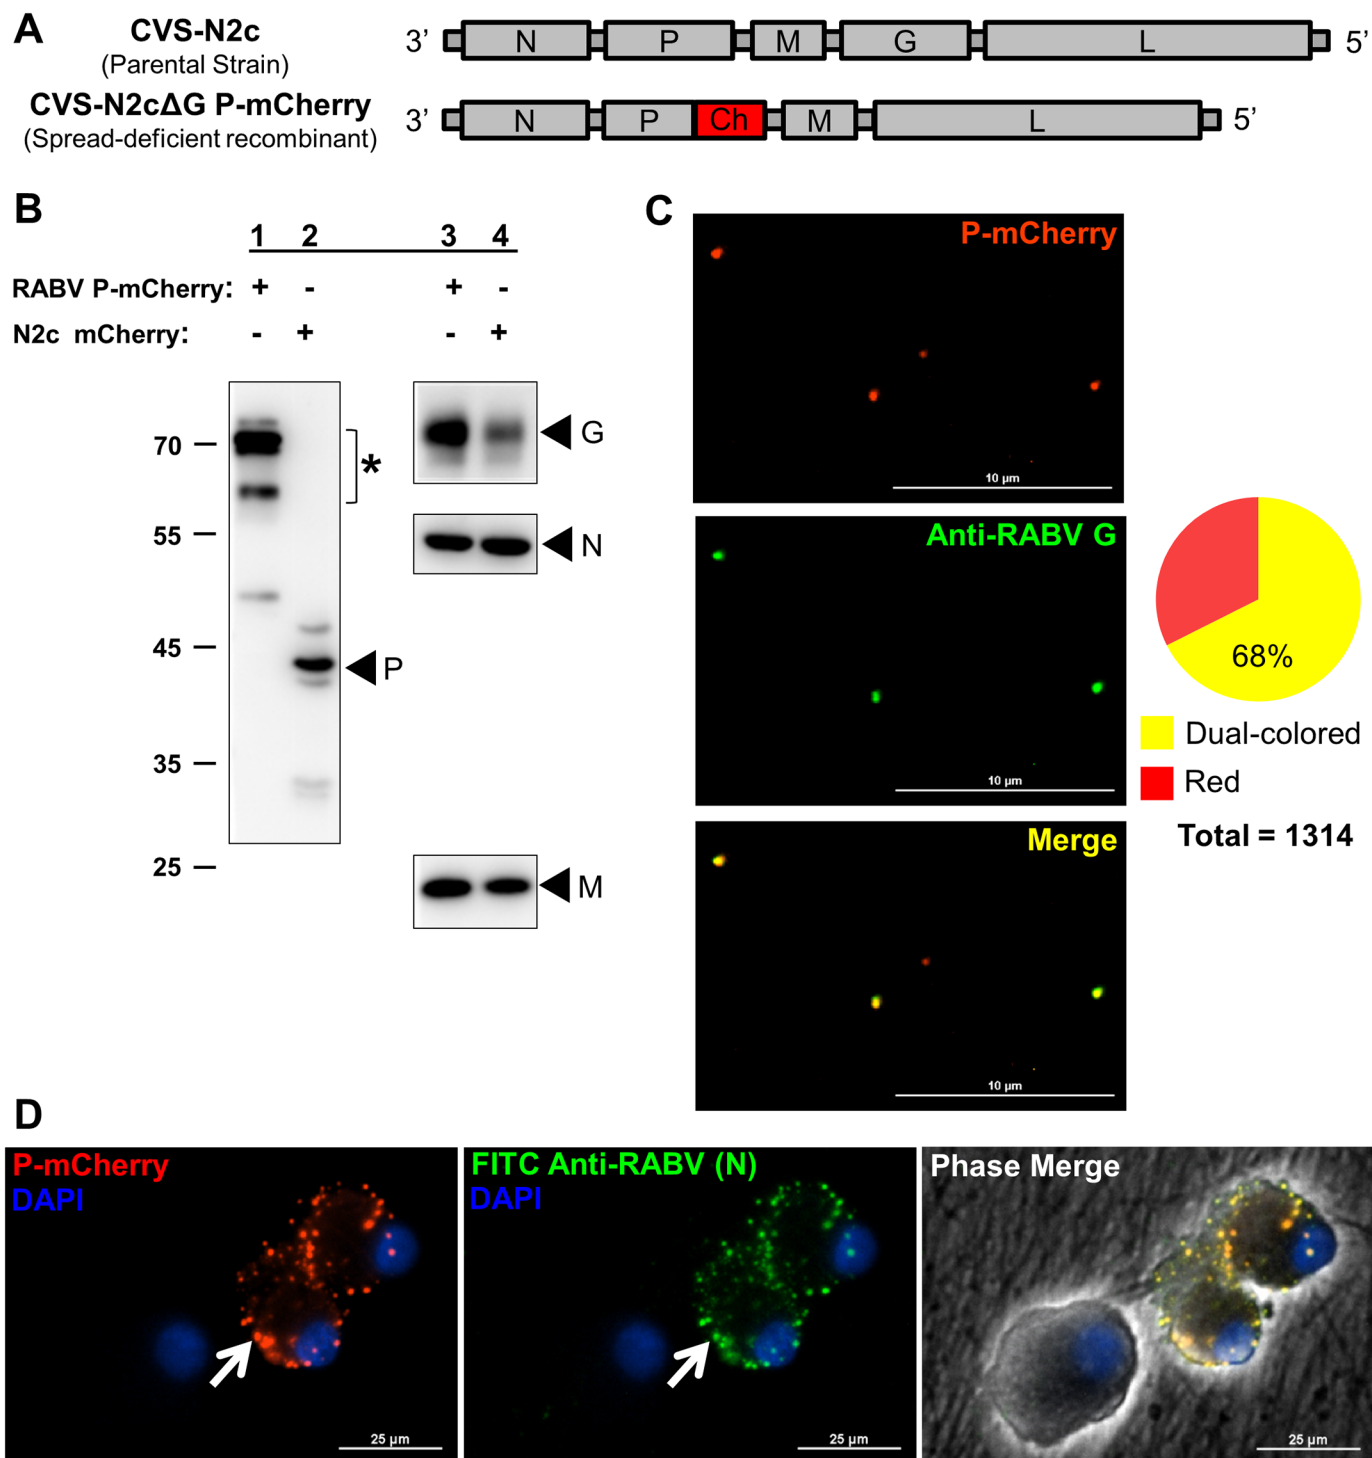 A
CVS-N2c
(Parental Strain)
3’ N P M G L 5’
CVS-N2cΔG P-mCherry
(Spread-deficient recombinant)
3’ N P Ch M L 5’
B
1 2 3 4
RABV P-mCherry: + - + -
N2c mCherry: - + - +
70
55
45
35
25
*
P
G
N
M
C
P-mCherry
10 µm
Anti-RABV G
10 µm
Merge
10 µm
68%
Dual-colored
Red
Total = 1314
D
P-mCherry
DAPI
25 µm
FITC Anti-RABV (N)
DAPI
25 µm
Phase Merge
25 µm